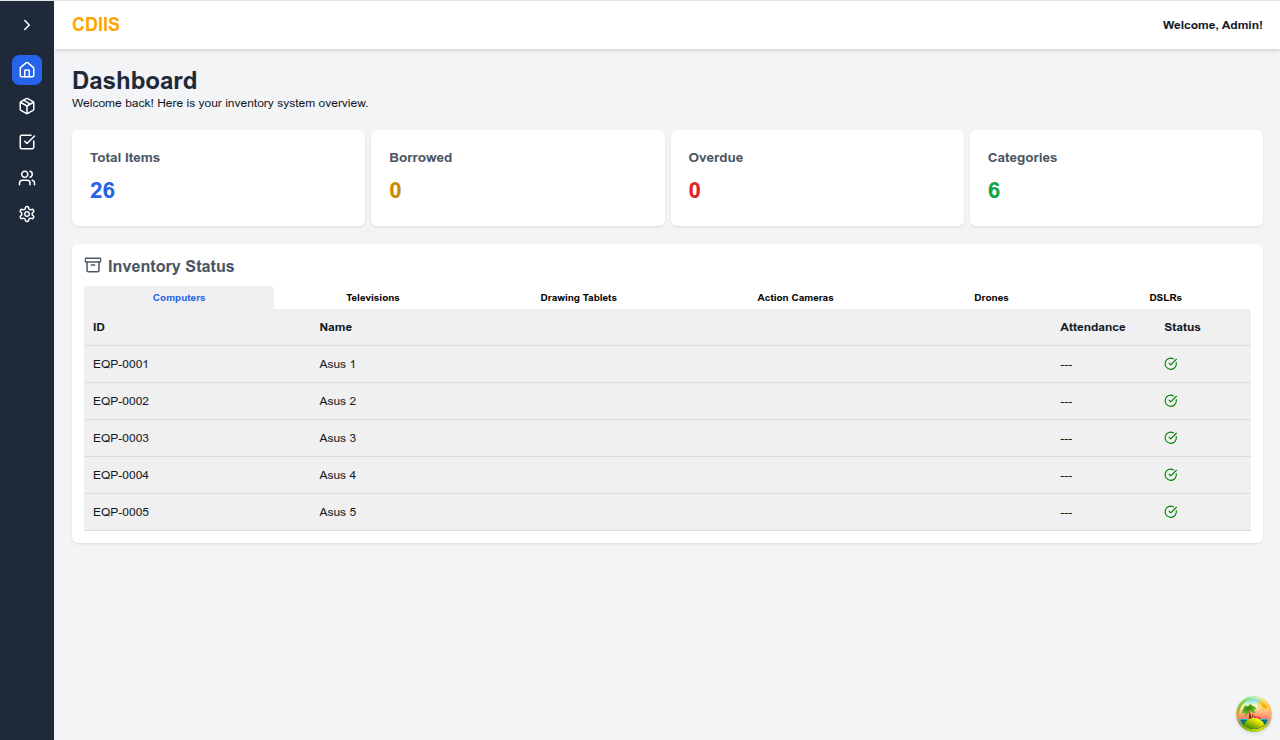 CDIIS
Welcome, Admin!
Dashboard
Welcome back! Here is your inventory system overview.
Total Items
Borrowed
Overdue
Categories
26
0
0
6
Inventory Status
Computers
Televisions
Drawing Tablets
Action Cameras
Drones
DSLRs
ID Name Attendance Status
EQP-0001 Asus 1 ---
EQP-0002 Asus 2 ---
EQP-0003 Asus 3 ---
EQP-0004 Asus 4 ---
EQP-0005 Asus 5 ---